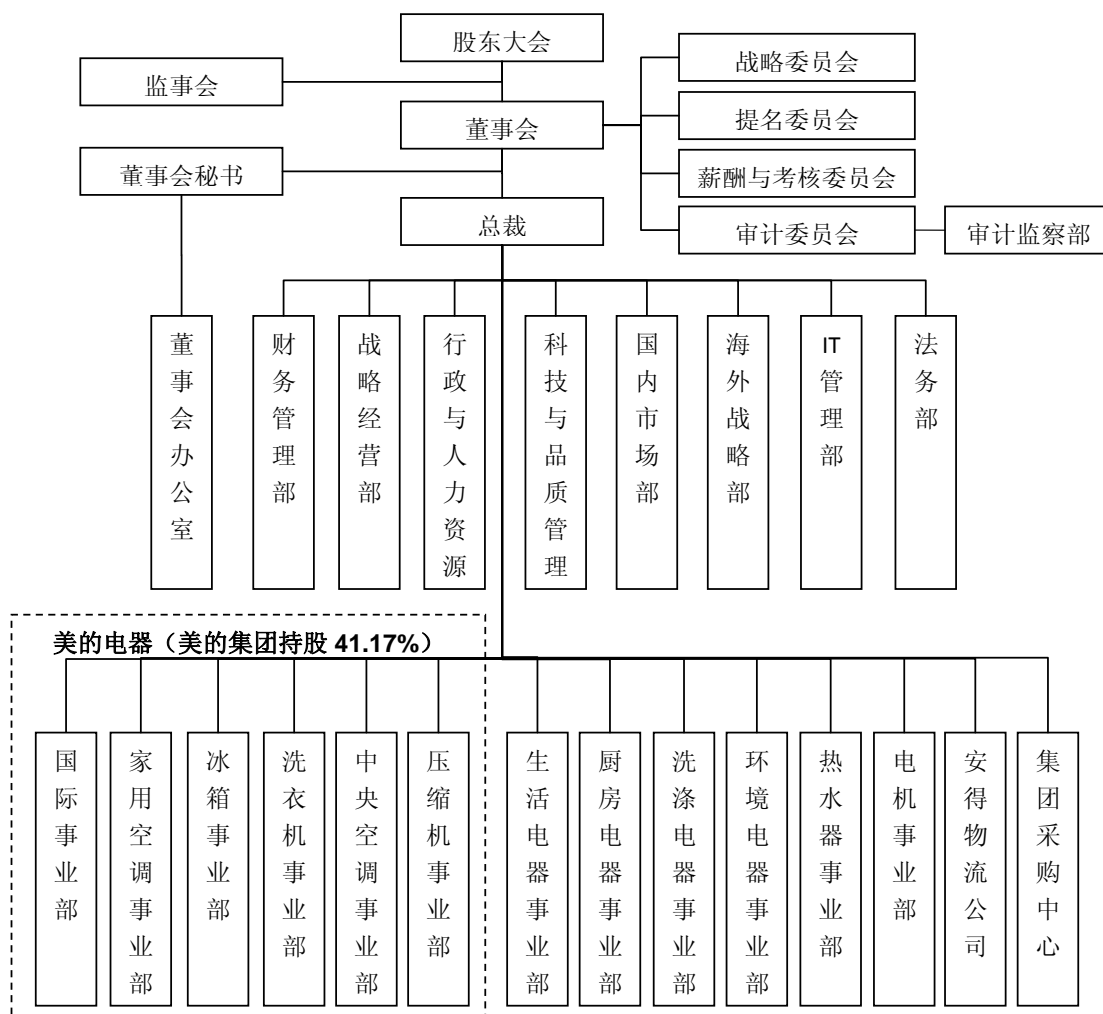 股东大会
监事会
战略委员会
董事会
提名委员会
董事会秘书
薪酬与考核委员会
总裁
审计委员会
审计监察部
董事会办公室
财务管理部
战略经营部
行政与人力资源
科技与品质管理
国内市场部
海外战略部
IT管理部
法务部
美的电器（美的集团持股 41.17%）
国际事业部
家用空调事业部
冰箱事业部
洗衣机事业部
中央空调事业部
压缩机事业部
生活电器事业部
厨房电器事业部
洗涤电器事业部
环境电器事业部
热水器事业部
电机事业部
安得物流公司
集团采购中心